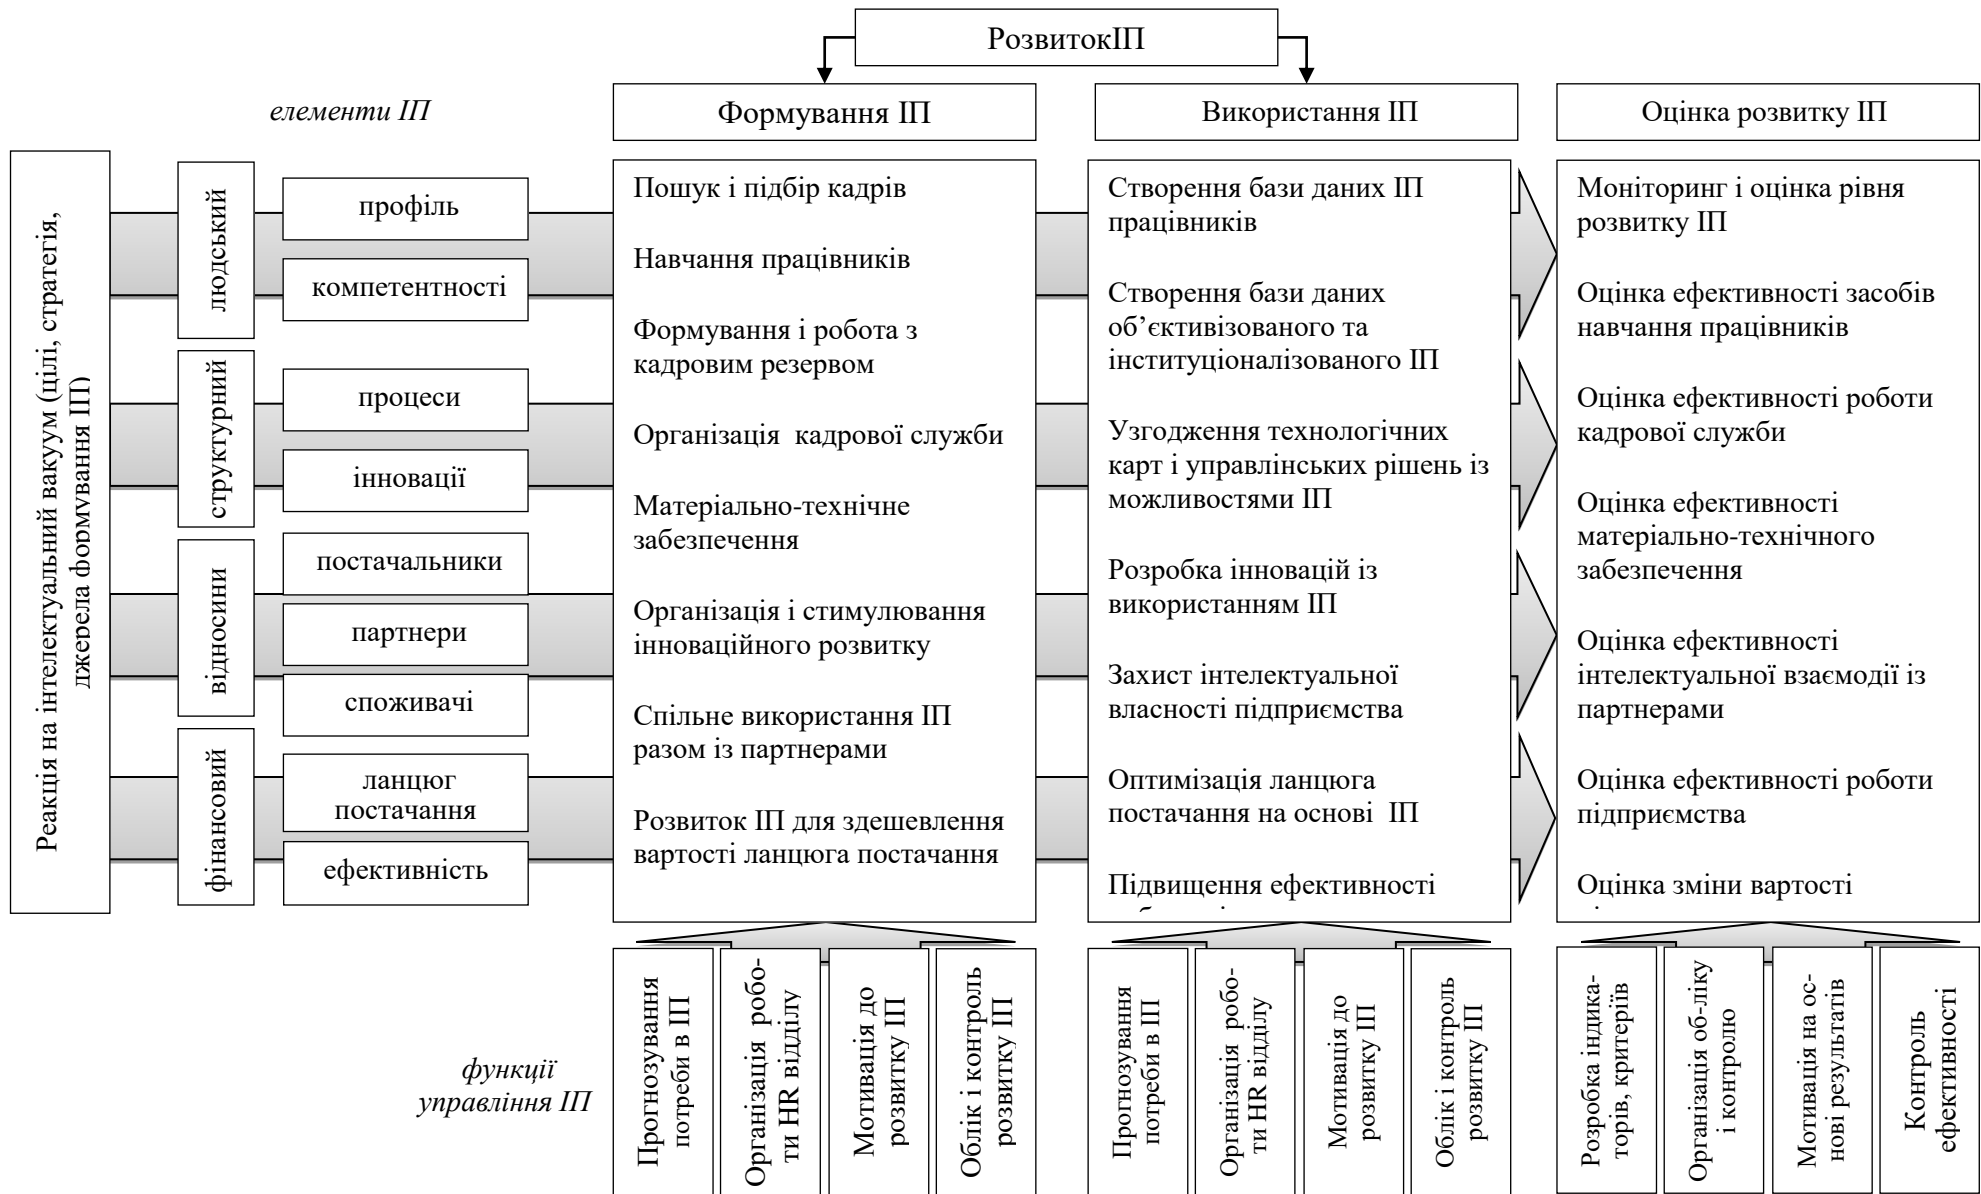 РозвитокІП
елементи ІП
Формування ІП
Використання ІП
Оцінка розвитку ІП
Реакція на інтелектуальний вакуум (цілі, стратегія,
джерела формування ІП)
людський
профіль
компетентності
структурний
процеси
інновації
відносини
постачальники
партнери
споживачі
фінансовий
ланцюг
постачання
ефективність
Пошук і підбір кадрів
Навчання працівників
Формування і робота з
кадровим резервом
Організація  кадрової служби
Матеріально-технічне
забезпечення
Організація і стимулювання
інноваційного розвитку
Спільне використання ІП
разом із партнерами
Розвиток ІП для здешевлення
вартості ланцюга постачання
Створення бази даних ІП
працівників
Створення бази даних
об’єктивізованого та
інституціоналізованого ІП
Узгодження технологічних
карт і управлінських рішень із
можливостями ІП
Розробка інновацій із
використанням ІП
Захист інтелектуальної
власності підприємства
Оптимізація ланцюга
постачання на основі  ІП
Підвищення ефективності
Моніторинг і оцінка рівня
розвитку ІП
Оцінка ефективності засобів
навчання працівників
Оцінка ефективності роботи
кадрової служби
Оцінка ефективності
матеріально-технічного
забезпечення
Оцінка ефективності
інтелектуальної взаємодії із
партнерами
Оцінка ефективності роботи
підприємства
Оцінка зміни вартості
функції
управління ІП
Прогнозування
потреби в ІП
Організація  робо-
ти HR відділу
Мотивація до
розвитку ІП
Облік і контроль
розвитку ІП
Прогнозування
потреби в ІП
Організація  робо-
ти HR відділу
Мотивація до
розвитку ІП
Облік і контроль
розвитку ІП
Розробка індика-
торів, критеріїв
Організація об-ліку
і контролю
Мотивація на ос-
нові результатів
Контроль
ефективності